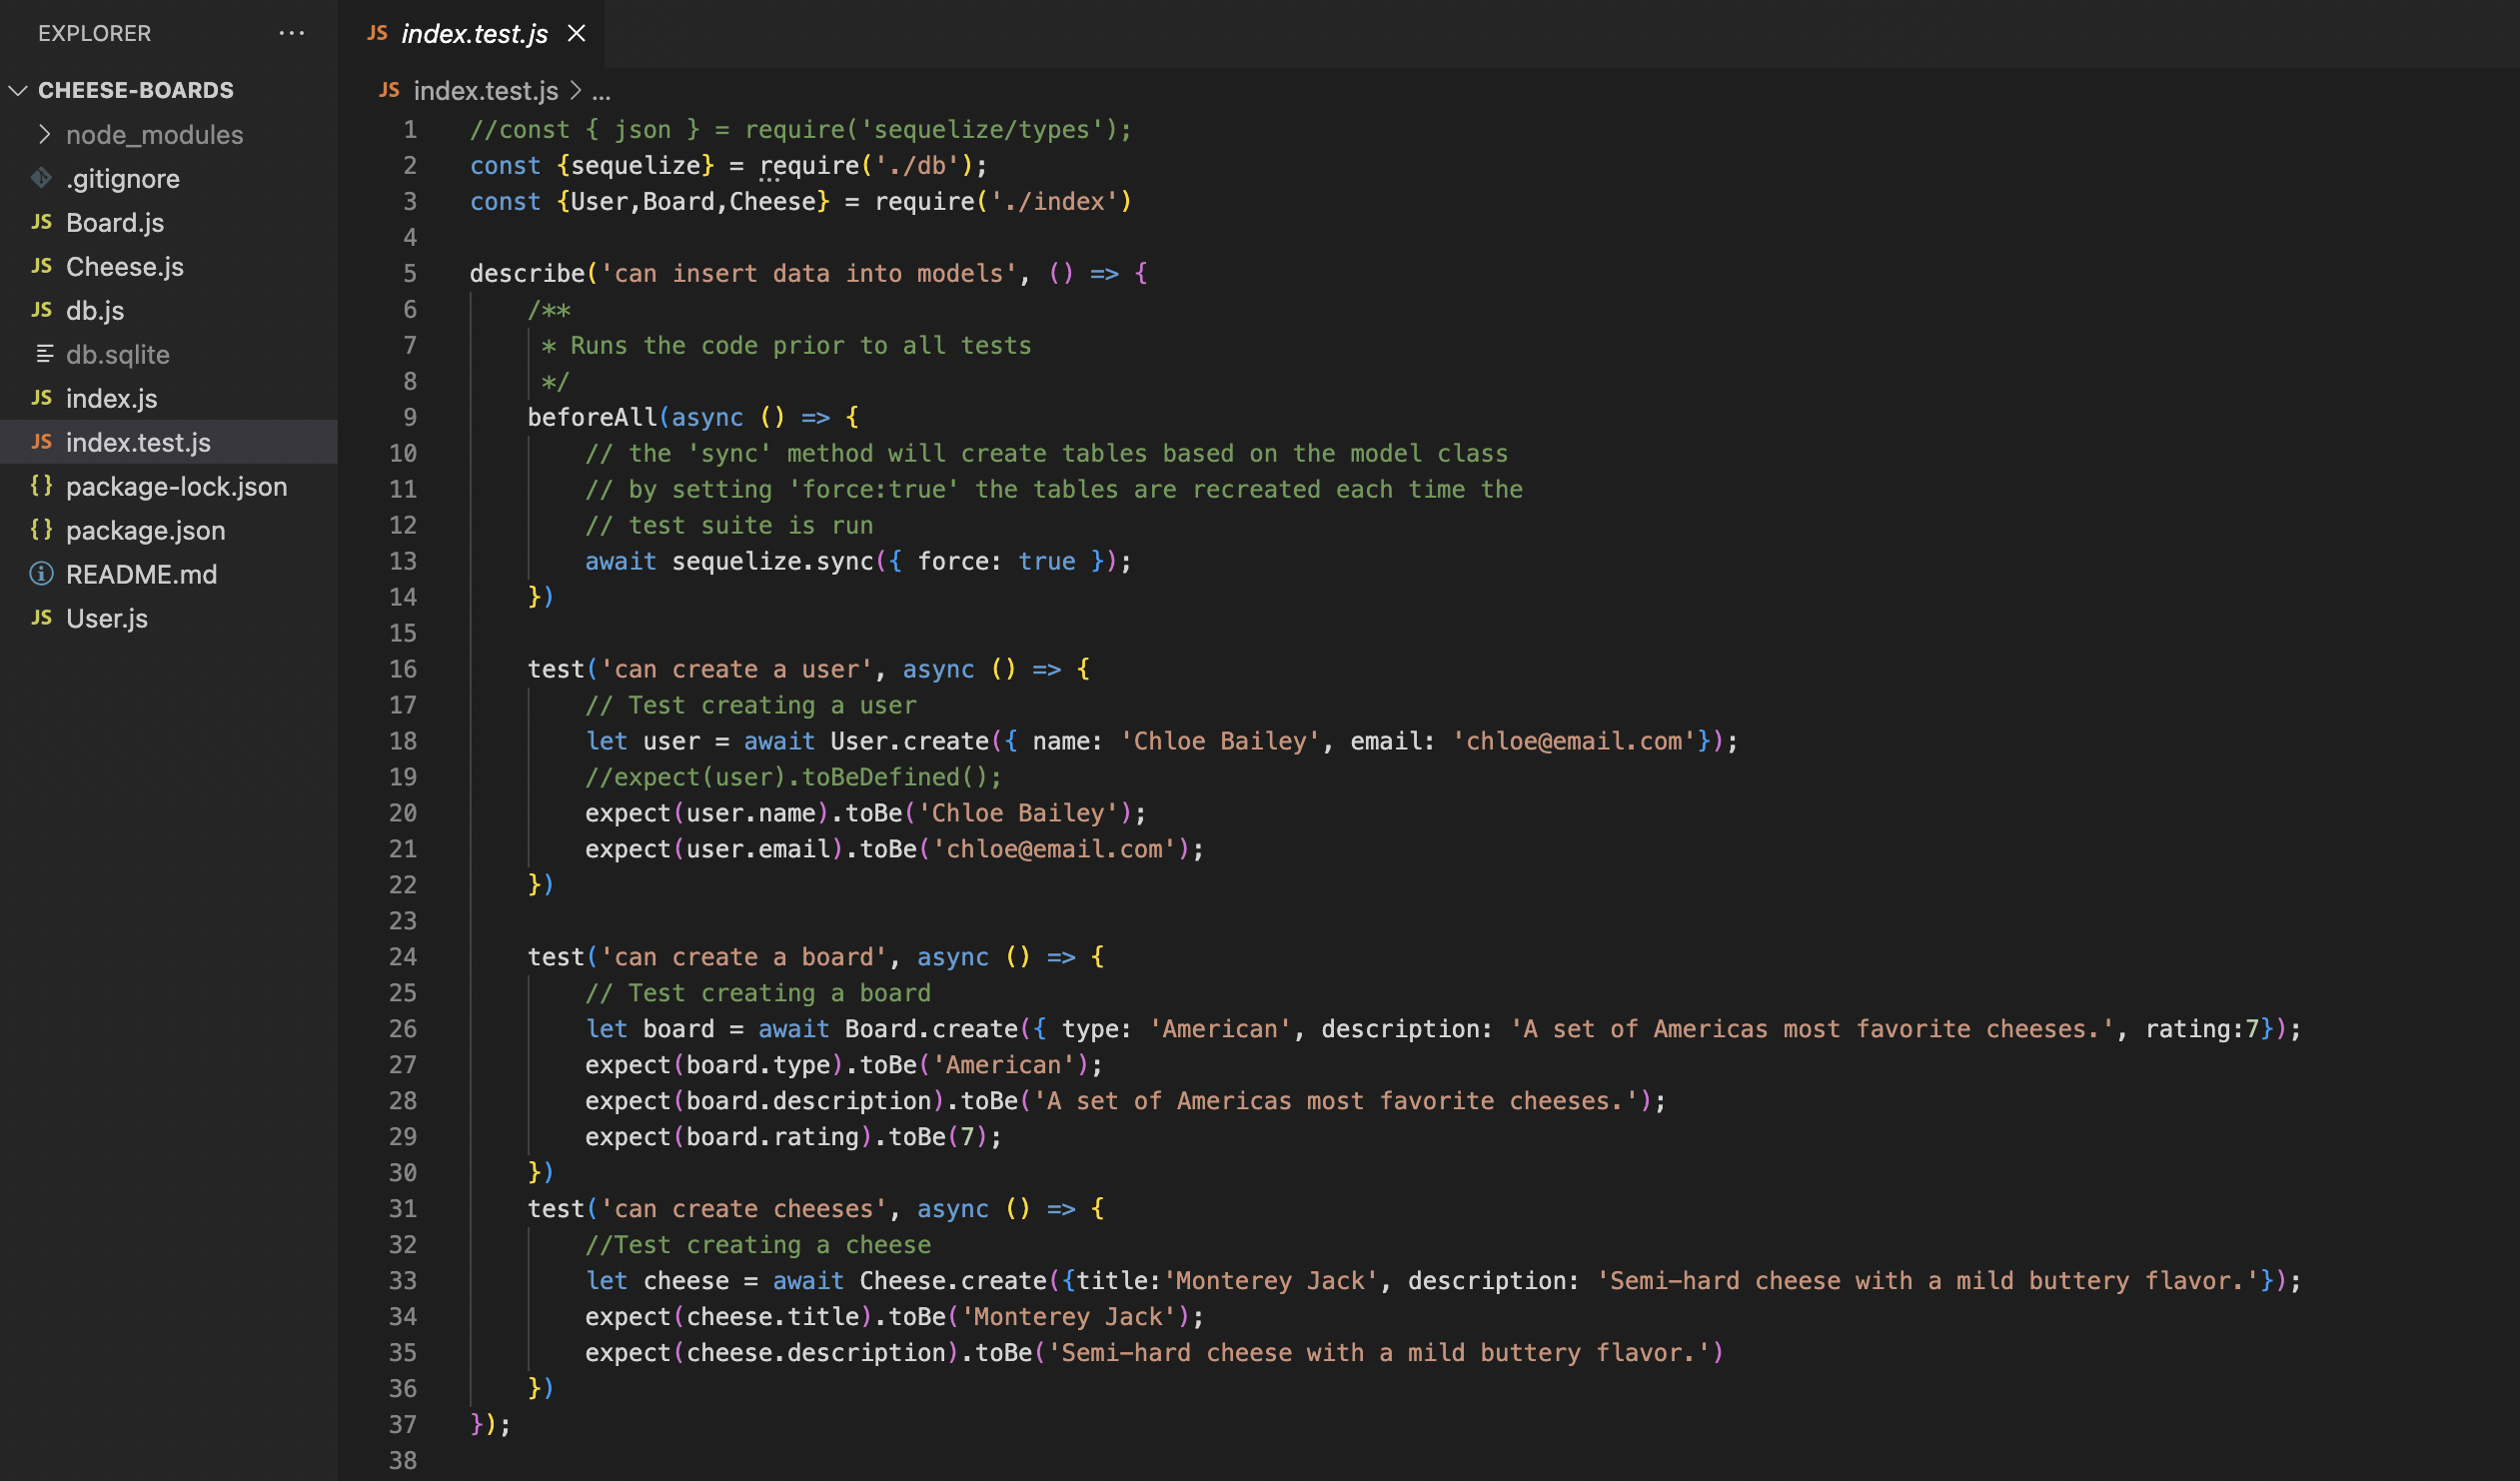 EXPLORER ...
CHEESE-BOARDS
node_modules
.gitignore
JS Board.js
JS Cheese.js
JS db.js
db.sqlite
JS index.js
JS index.test.js
{} package-lock.json
{} package.json
README.md
JS User.js
JS index.test.js
JS index.test.js > ...
1 //const { json } = require('sequelize/types');
2 const {sequelize} = require('./db');
3 const {User,Board,Cheese} = require('./index')
4
5 describe('can insert data into models', () => {
6     /**
7      * Runs the code prior to all tests
8      */
9     beforeAll(async () => {
10         // the 'sync' method will create tables based on the model class
11         // by setting 'force:true' the tables are recreated each time the
12         // test suite is run
13         await sequelize.sync({ force: true });
14     })
15
16     test('can create a user', async () => {
17         // Test creating a user
18         let user = await User.create({ name: 'Chloe Bailey', email: 'chloe@email.com'});
19         //expect(user).toBeDefined();
20         expect(user.name).toBe('Chloe Bailey');
21         expect(user.email).toBe('chloe@email.com');
22     })
23
24     test('can create a board', async () => {
25         // Test creating a board
26         let board = await Board.create({ type: 'American', description: 'A set of Americas most favorite cheeses.', rating:7});
27         expect(board.type).toBe('American');
28         expect(board.description).toBe('A set of Americas most favorite cheeses.');
29         expect(board.rating).toBe(7);
30     })
31     test('can create cheeses', async () => {
32         //Test creating a cheese
33         let cheese = await Cheese.create({title:'Monterey Jack', description: 'Semi-hard cheese with a mild buttery flavor.'});
34         expect(cheese.title).toBe('Monterey Jack');
35         expect(cheese.description).toBe('Semi-hard cheese with a mild buttery flavor.')
36     })
37 });
38